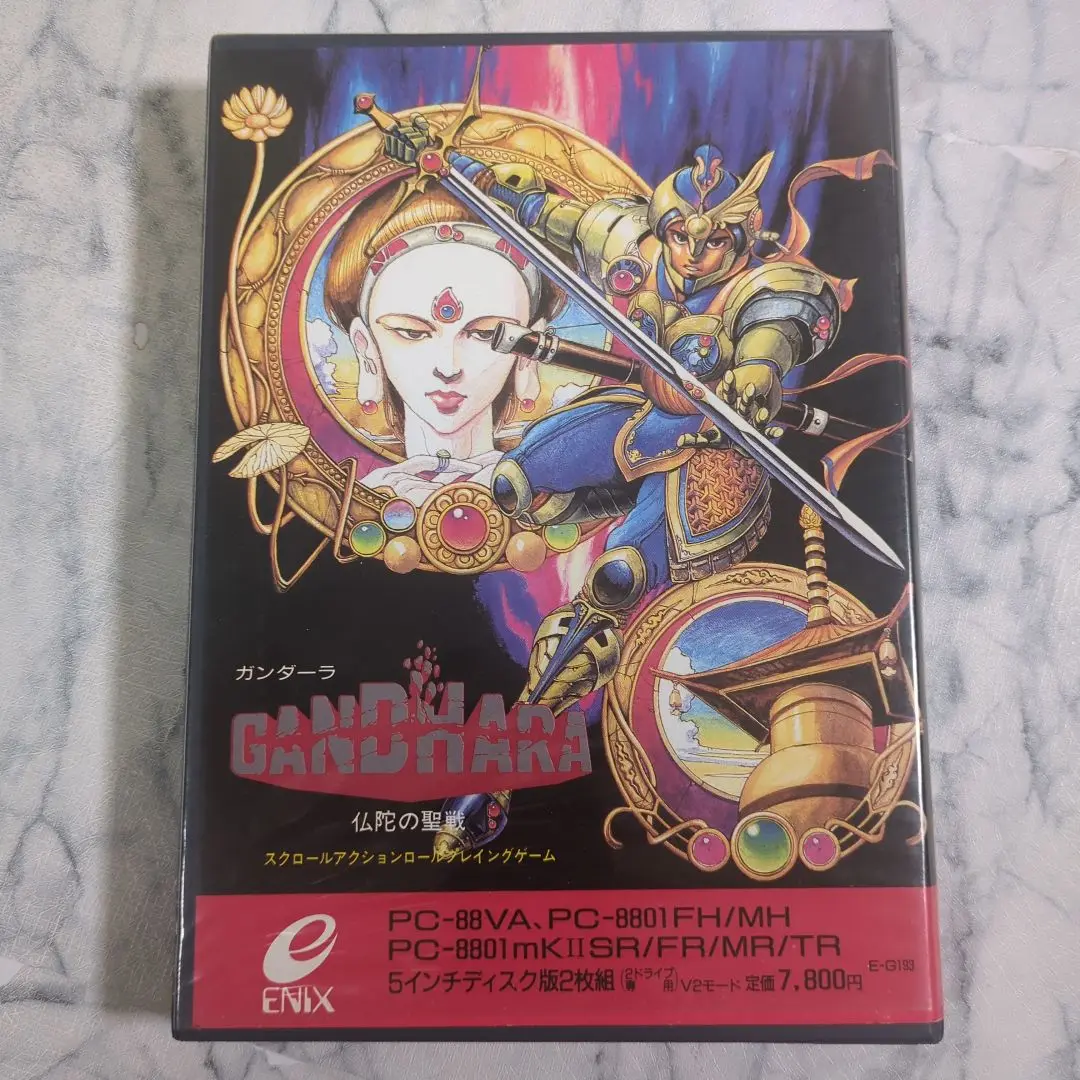 ガンダーラ
GANDHARA
仏陀の聖戦
スクロールアクションロールプレイングゲーム
PC-88VA、PC-8801FH/MH
PC-8801mKⅡSR/FR/MR/TR
E-G193
5インチディスク版2枚組(2ドライブ専用)V2モード 定価7,800円
ENIX